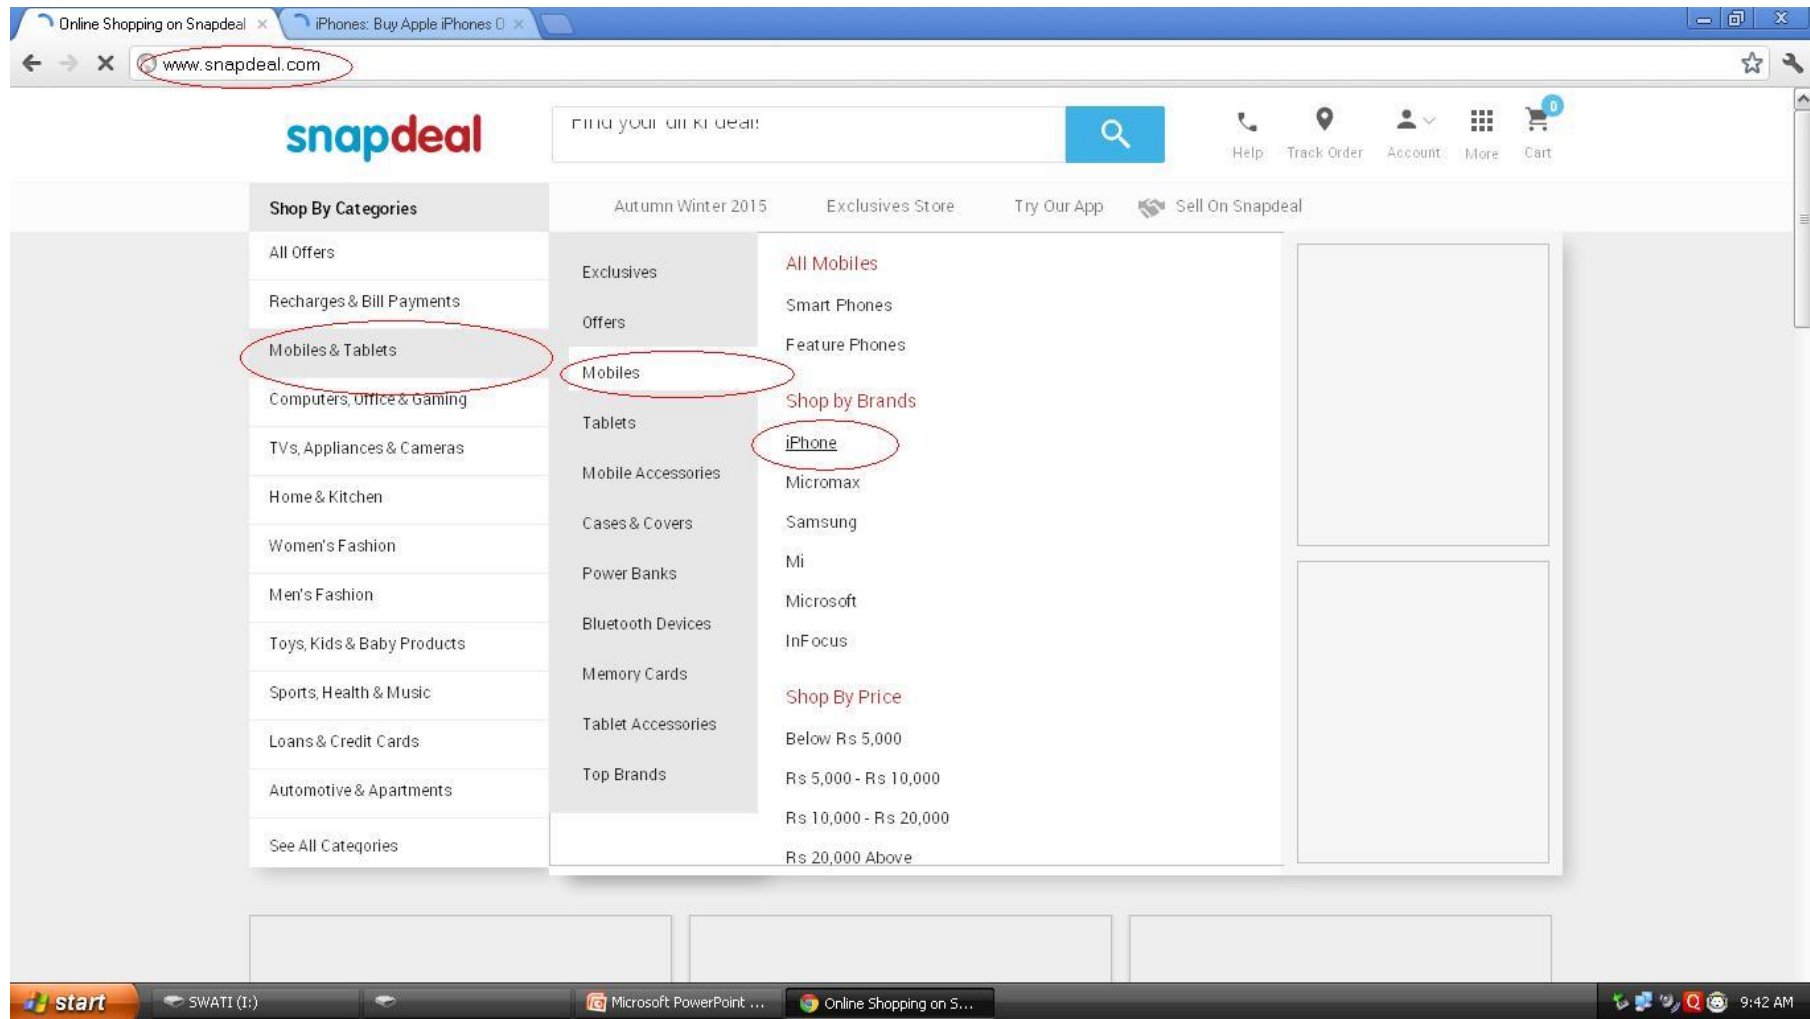 Online Shopping on Snapdeal
iPhones: Buy Apple iPhones O
www.snapdeal.com
snapdeal
Find your dil ki deal!
Help
Track Order
Account
More
0
Cart
Shop By Categories
Autumn Winter 2015
Exclusives Store
Try Our App
Sell On Snapdeal
All Offers
Recharges & Bill Payments
Mobiles & Tablets
Computers, Office & Gaming
TVs, Appliances & Cameras
Home & Kitchen
Women's Fashion
Men's Fashion
Toys, Kids & Baby Products
Sports, Health & Music
Loans & Credit Cards
Automotive & Apartments
See All Categories
Exclusives
Offers
Mobiles
Tablets
Mobile Accessories
Cases & Covers
Power Banks
Bluetooth Devices
Memory Cards
Tablet Accessories
Top Brands
All Mobiles
Smart Phones
Feature Phones
Shop by Brands
iPhone
Micromax
Samsung
Mi
Microsoft
InFocus
Shop By Price
Below Rs 5,000
Rs 5,000 - Rs 10,000
Rs 10,000 - Rs 20,000
Rs 20,000 Above
start
SWATI (I:)
Microsoft PowerPoint ...
Online Shopping on S...
Q
9:42 AM